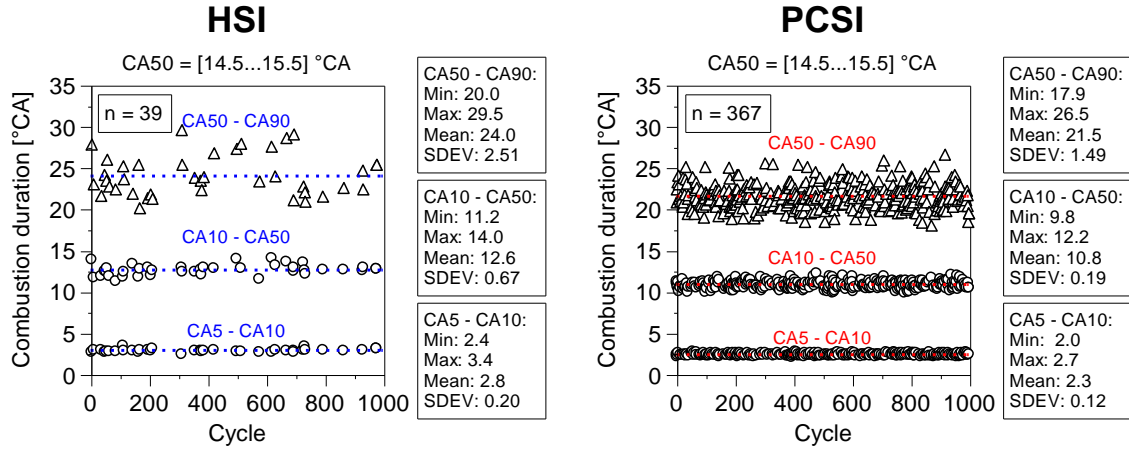 HSI
CA50 = [14.5...15.5] °CA
Combustion duration [°CA]
35
30
25
20
15
10
5
0
n = 39
CA50 - CA90
CA10 - CA50
CA5 - CA10
0 200 400 600 800 1000
Cycle
CA50 - CA90:
Min: 20.0
Max: 29.5
Mean: 24.0
SDEV: 2.51
CA10 - CA50:
Min: 11.2
Max: 14.0
Mean: 12.6
SDEV: 0.67
CA5 - CA10:
Min: 2.4
Max: 3.4
Mean: 2.8
SDEV: 0.20
PCSI
CA50 = [14.5...15.5] °CA
Combustion duration [°CA]
35
30
25
20
15
10
5
0
n = 367
CA50 - CA90
CA10 - CA50
CA5 - CA10
0 200 400 600 800 1000
Cycle
CA50 - CA90:
Min: 17.9
Max: 26.5
Mean: 21.5
SDEV: 1.49
CA10 - CA50:
Min: 9.8
Max: 12.2
Mean: 10.8
SDEV: 0.19
CA5 - CA10:
Min: 2.0
Max: 2.7
Mean: 2.3
SDEV: 0.12